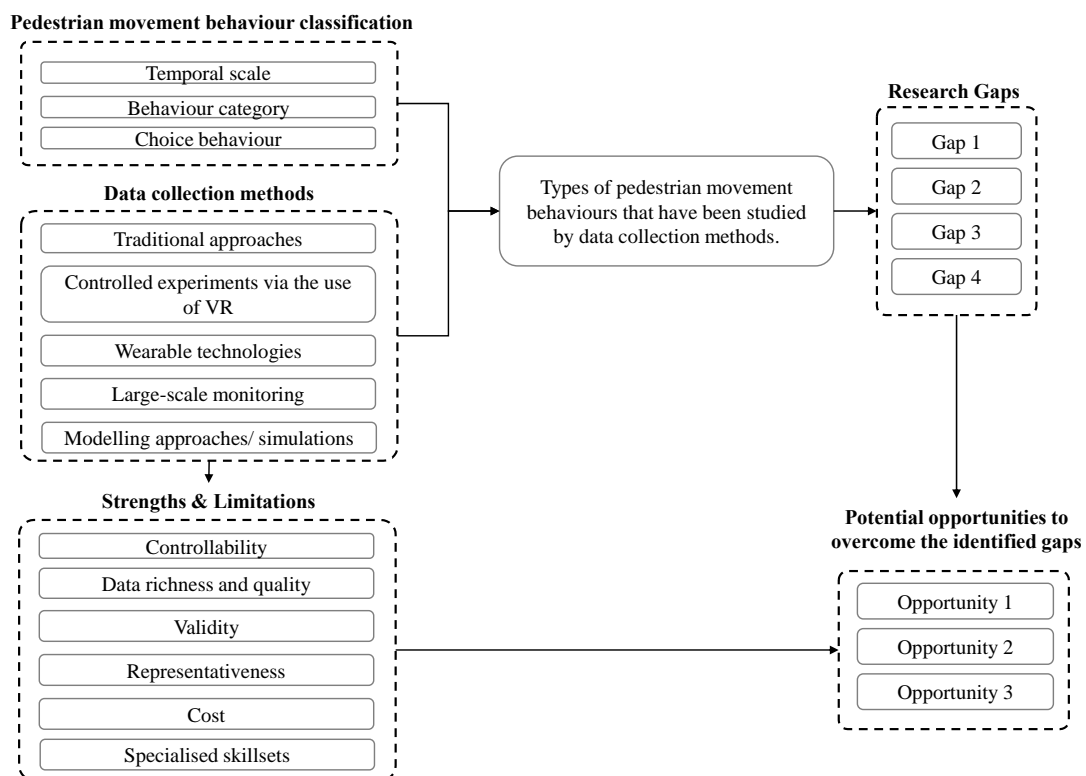 Pedestrian movement behaviour classification
Temporal scale
Behaviour category
Choice behaviour
Data collection methods
Traditional approaches
Controlled experiments via the use
of VR
Wearable technologies
Large-scale monitoring
Modelling approaches/ simulations
Strengths & Limitations
Controllability
Data richness and quality
Validity
Representativeness
Cost
Specialised skillsets
Types of pedestrian movement
behaviours that have been studied
by data collection methods.
Research Gaps
Gap 1
Gap 2
Gap 3
Gap 4
Potential opportunities to
overcome the identified gaps
Opportunity 1
Opportunity 2
Opportunity 3